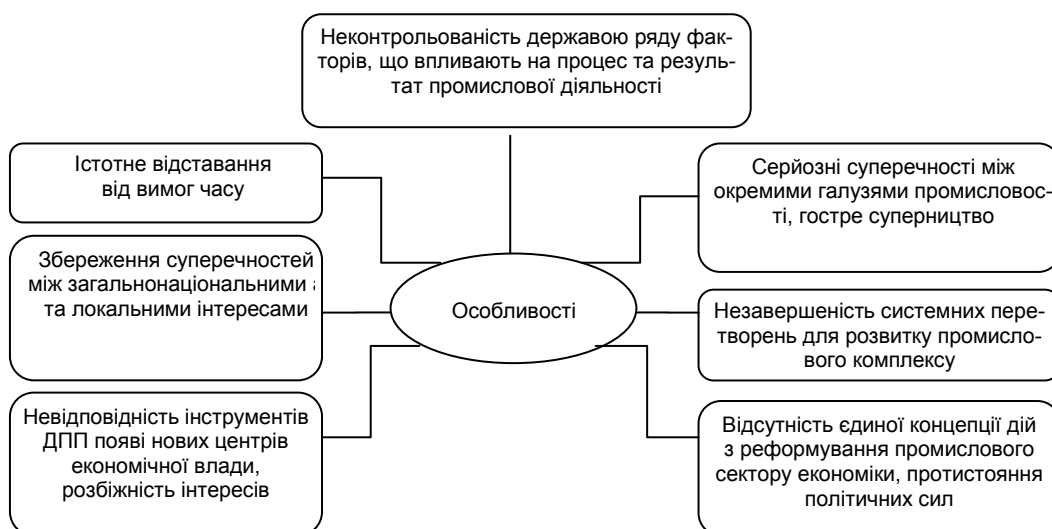 Неконтрольованість державою ряду фак-
торів, що впливають на процес та резуль-
тат промислової діяльності
Істотне відставання
від вимог часу
Серйозні суперечності між
окремими галузями промисловос-
ті, гостре суперництво
Збереження суперечностей
між загальнонаціональними
та локальними інтересами
Особливості
Незавершеність системних пере-
творень для розвитку промисло-
вого комплексу
Невідповідність інструментів
ДПП появі нових центрів
економічної влади,
розбіжність інтересів
Відсутність єдиної концепції дій
з реформування промислового
сектору економіки, протистояння
політичних сил